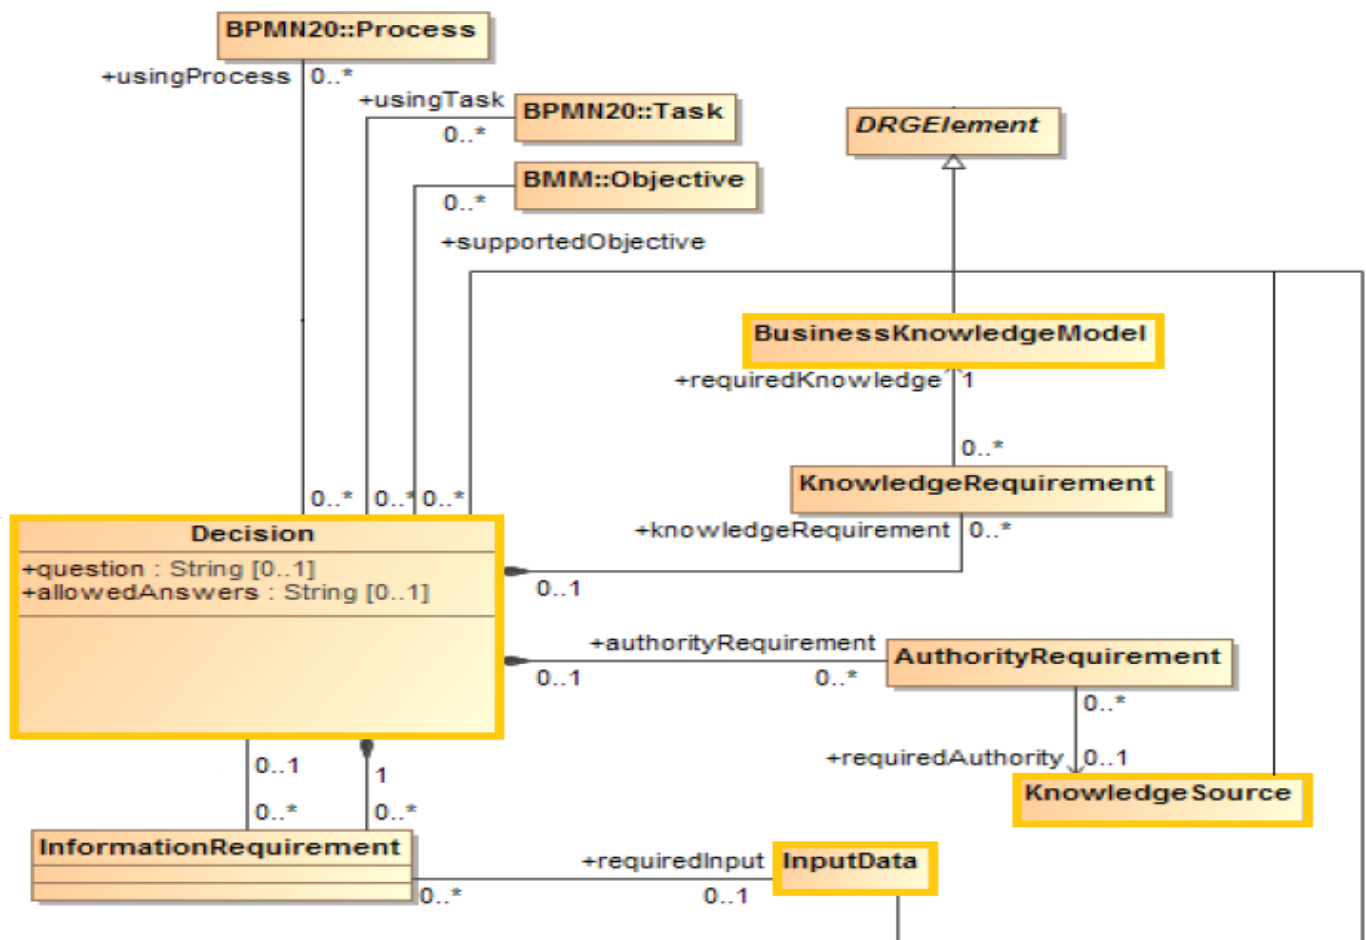 BPMN20::Process
+usingProcess 0..*
+usingTask
BPMN20::Task
0..*
DRGElement
BMM::Objective
0..*
+supportedObjective
BusinessKnowledgeModel
+requiredKnowledge 1
0..*
KnowledgeRequirement
0..* 0..* 0..*
+knowledgeRequirement 0..*
Decision
+question : String [0..1]
+allowedAnswers : String [0..1]
0..1
+authorityRequirement
AuthorityRequirement
0..1 0..*
0..*
+requiredAuthority 0..1
KnowledgeSource
0..1 1
0..* 0..*
InformationRequirement
+requiredInput
InputData
0..* 0..1